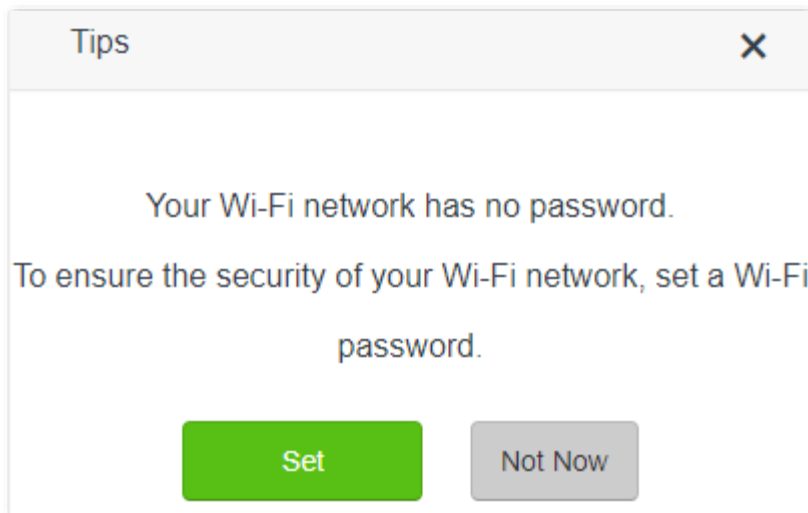 Tips
Your Wi-Fi network has no password.
To ensure the security of your Wi-Fi network, set a Wi-Fi
password.
Set
Not Now